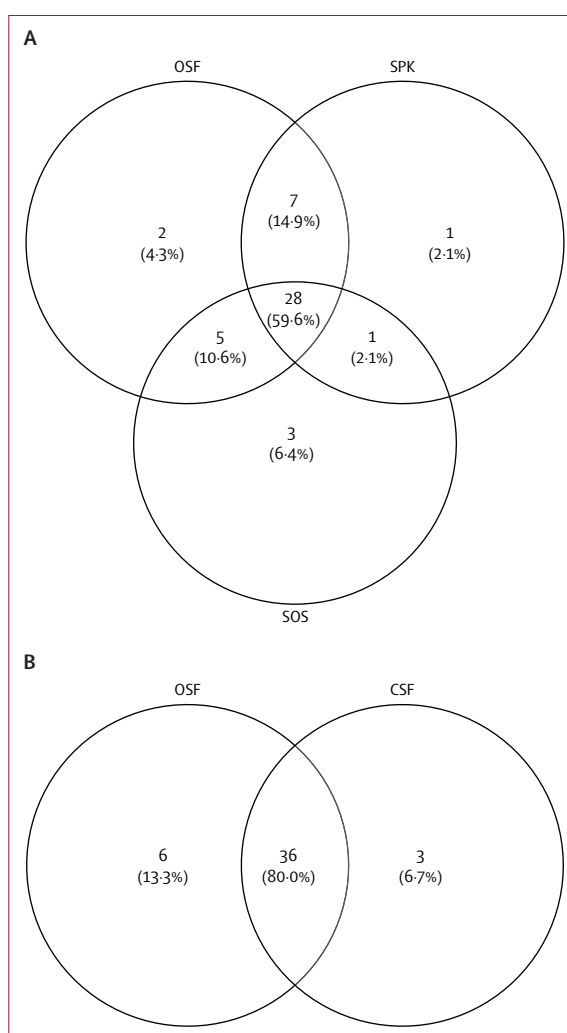 A
OSF
SPK
7
(14·9%)
2
(4·3%)
1
(2·1%)
28
(59·6%)
5
(10·6%)
1
(2·1%)
3
(6·4%)
SOS
B
OSF
CSF
6
(13·3%)
36
(80·0%)
3
(6·7%)